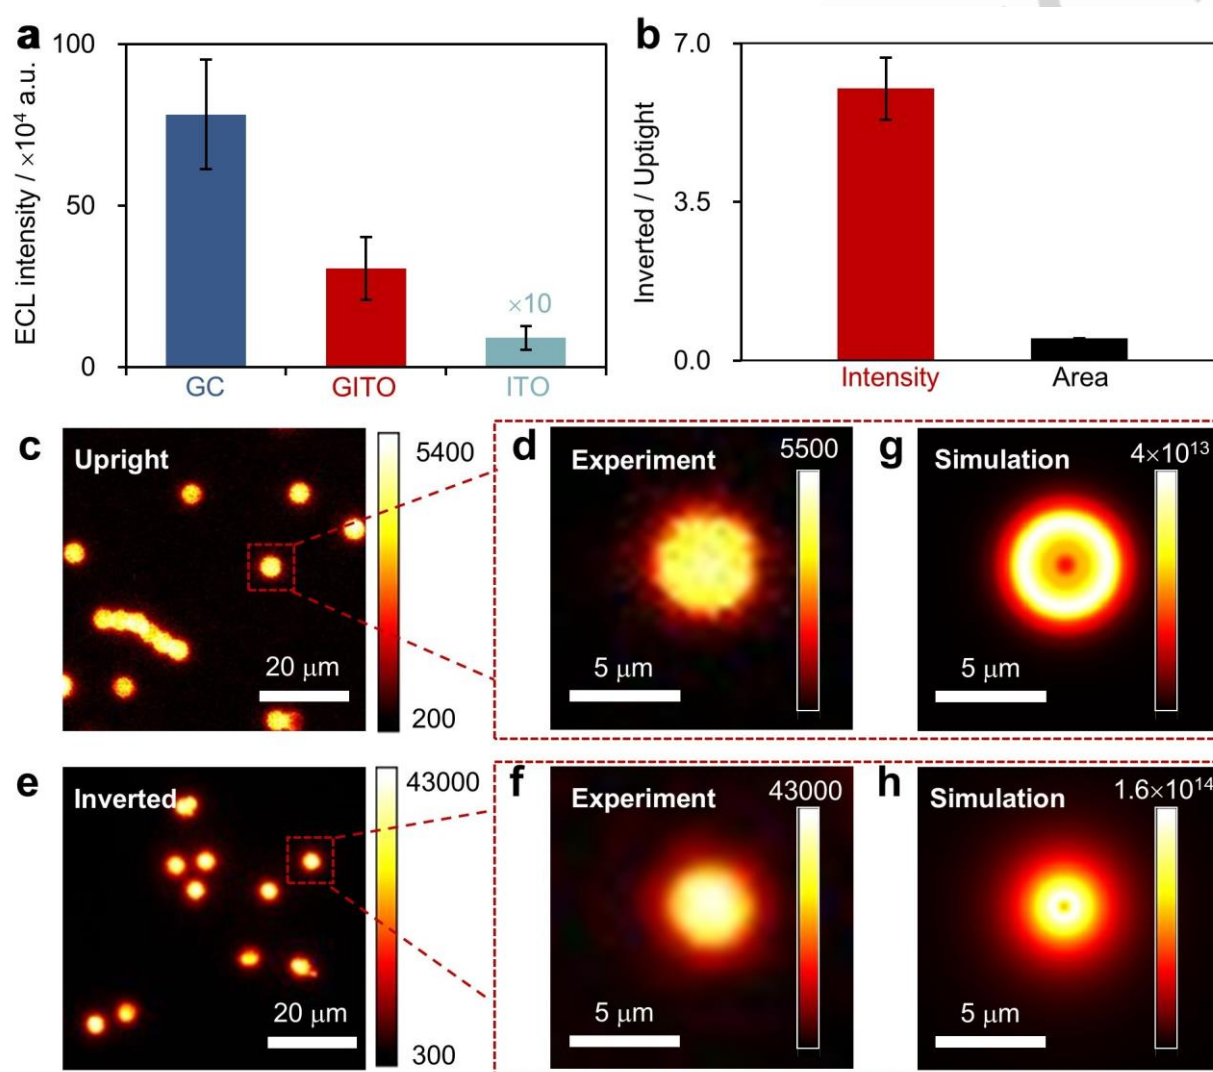 a
100
50
0
ECL intensity / ×10⁴ a.u.
×10
GC
GITO
ITO
b
7.0
3.5
0.0
Inverted / Uptight
Intensity
Area
c
Upright
20 μm
5400
200
d
Experiment
5500
5 μm
g
Simulation
4×10¹³
5 μm
e
Inverted
20 μm
43000
300
f
Experiment
43000
5 μm
h
Simulation
1.6×10¹⁴
5 μm